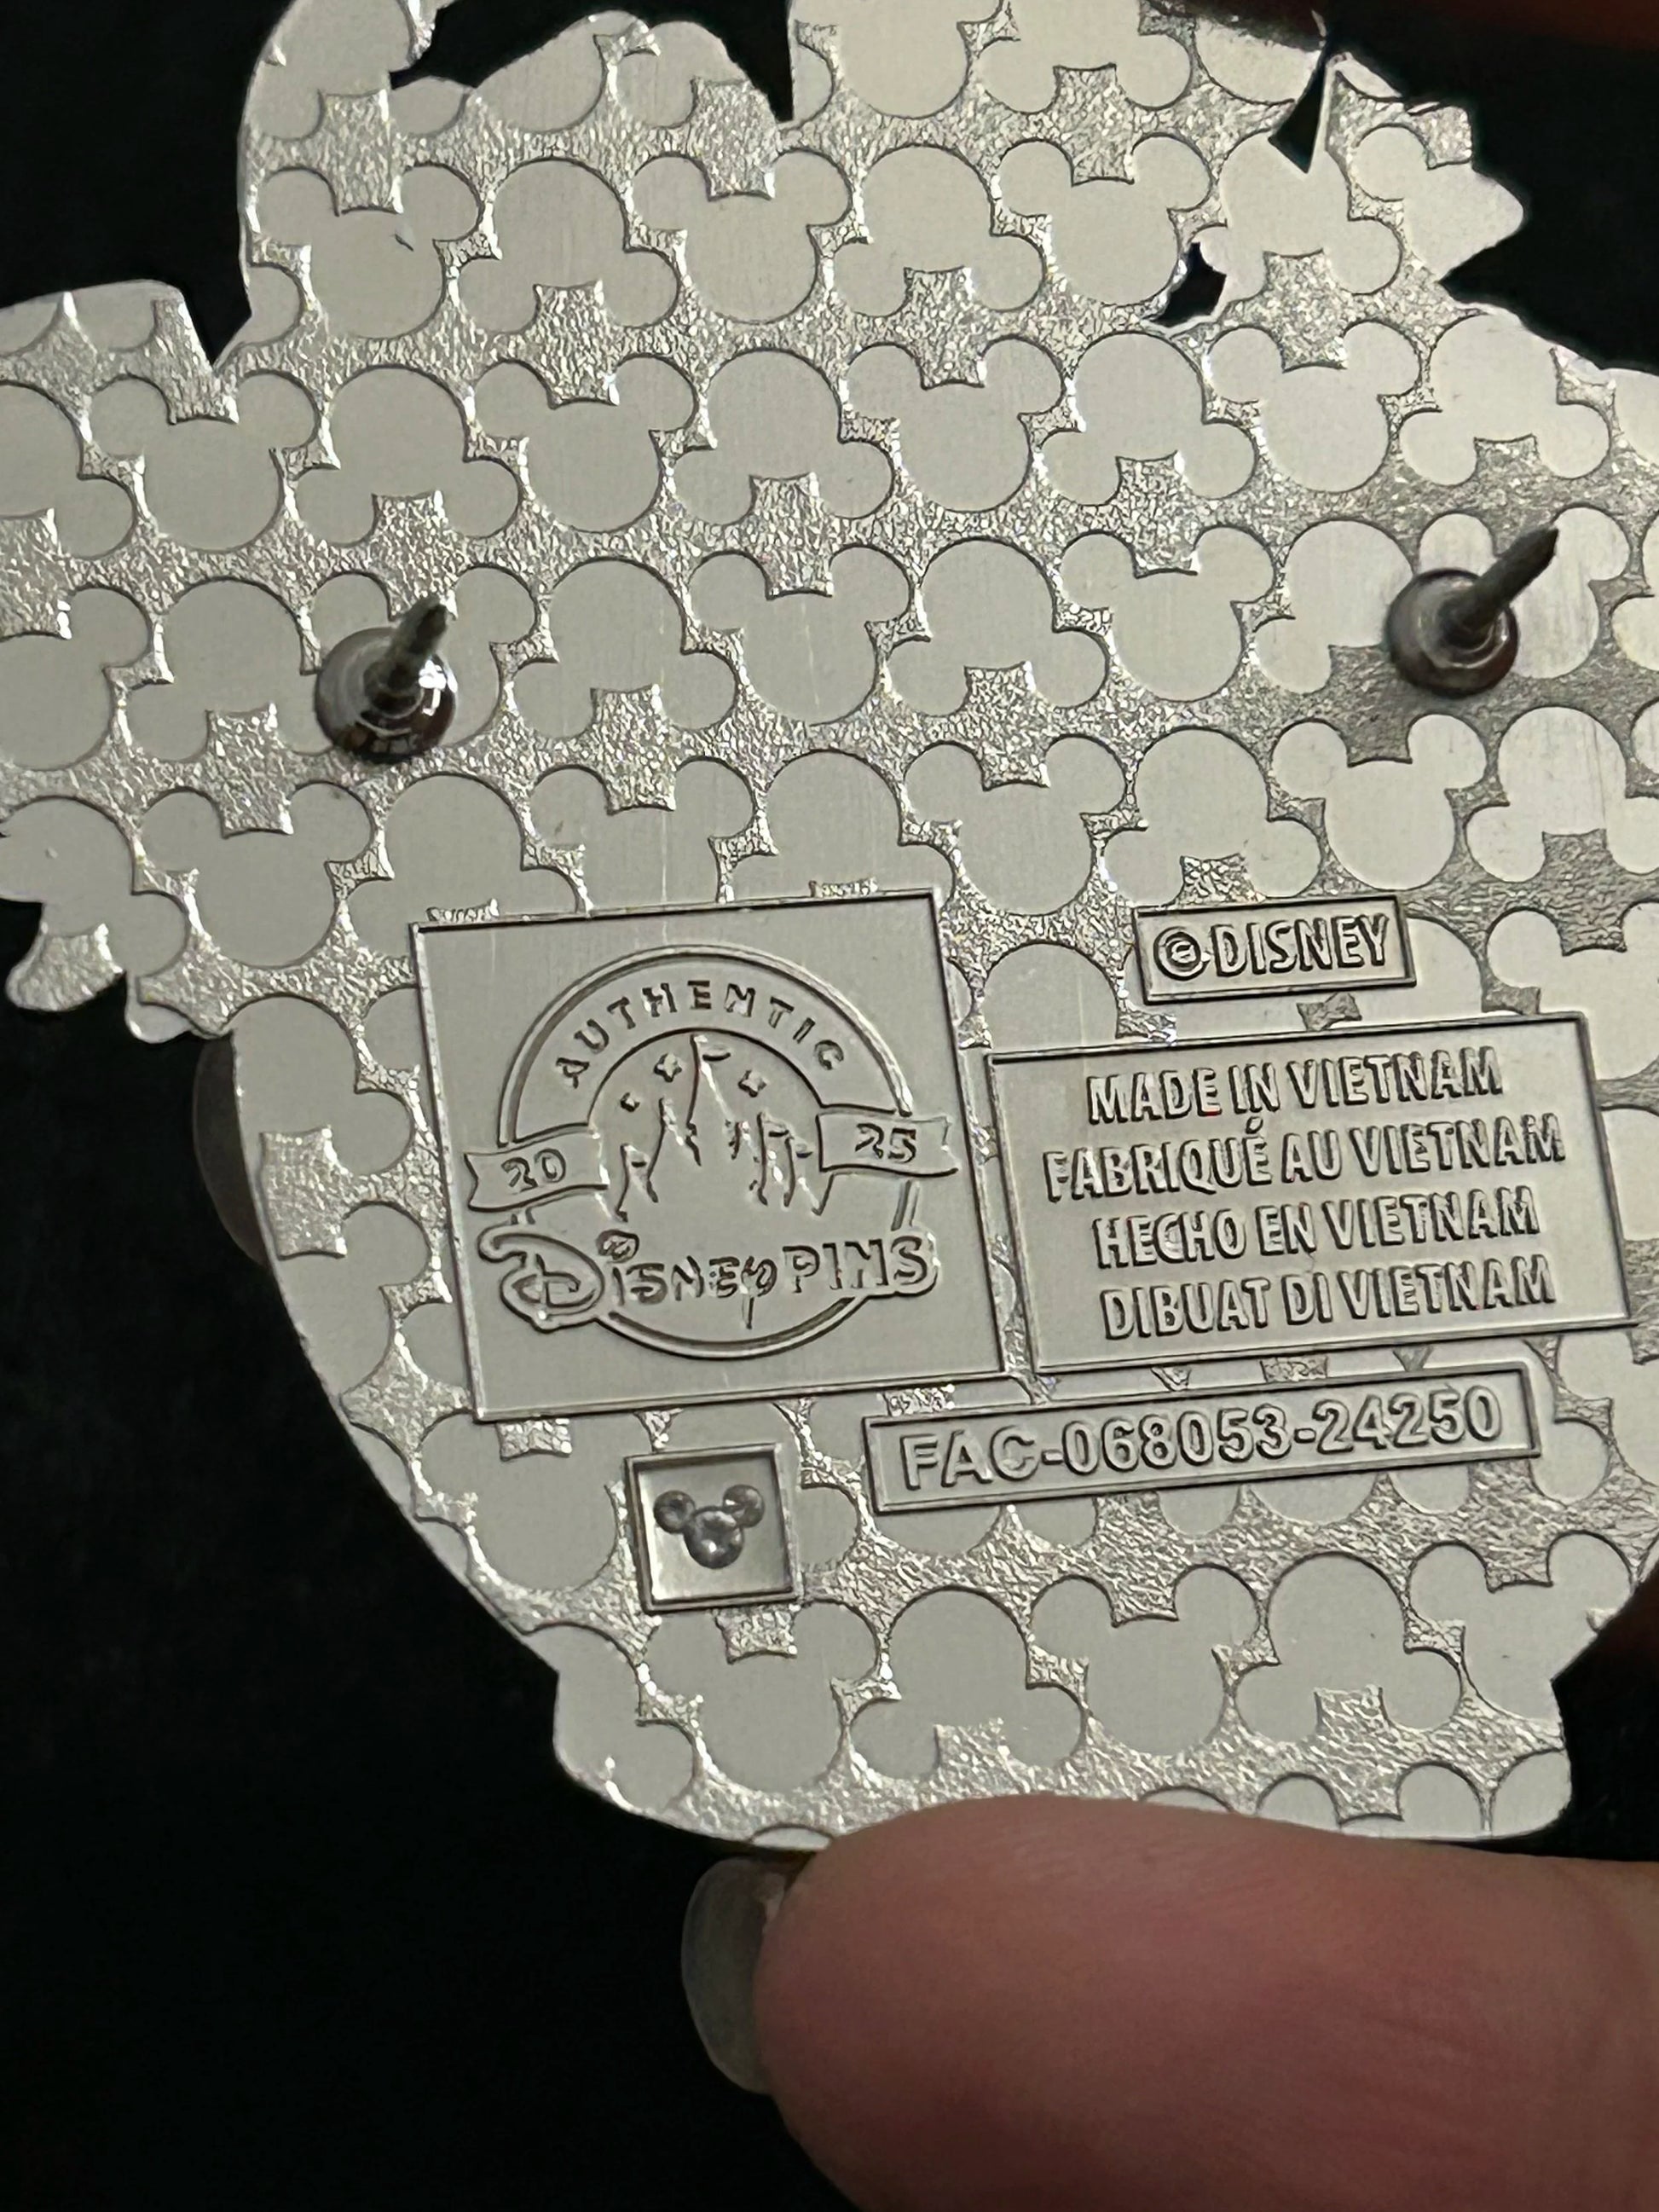 AUTHENTIC
20 25
Disney PINS
©DISNEY
MADE IN VIETNAM
FABRIQUÉ AU VIETNAM
HECHO EN VIETNAM
DIBUAT DI VIETNAM
FAC-068053-24250